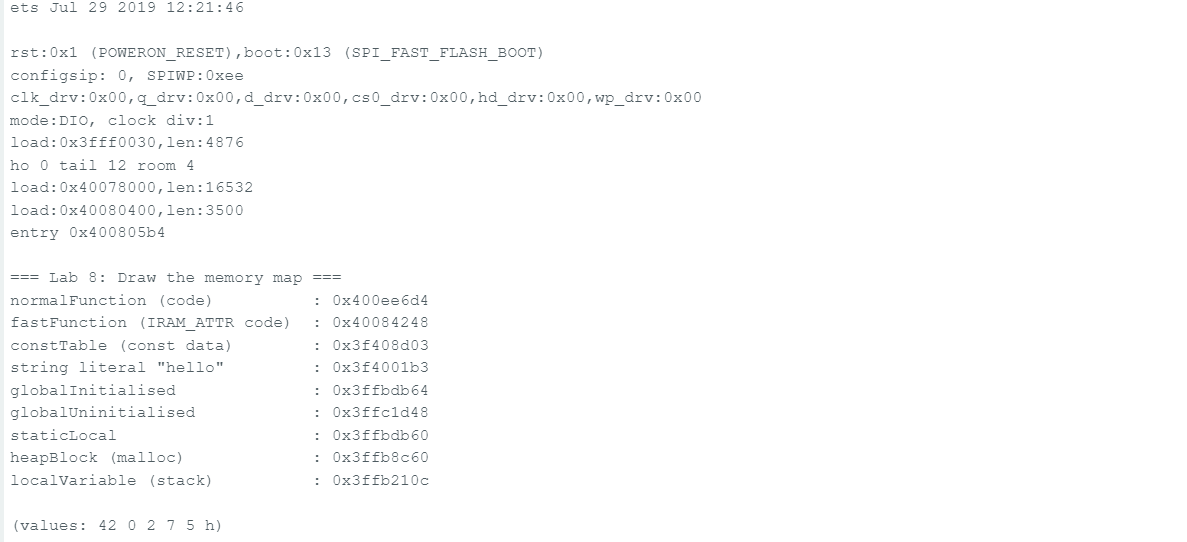 ets Jul 29 2019 12:21:46
rst:0x1 (POWERON_RESET),boot:0x13 (SPI_FAST_FLASH_BOOT)
configsip: 0, SPIWP:0xee
clk_drv:0x00,q_drv:0x00,d_drv:0x00,cs0_drv:0x00,hd_drv:0x00,wp_drv:0x00
mode:DIO, clock div:1
load:0x3fff0030,len:4876
ho 0 tail 12 room 4
load:0x40078000,len:16532
load:0x40080400,len:3500
entry 0x400805b4
=== Lab 8: Draw the memory map ===
normalFunction (code) : 0x400ee6d4
fastFunction (IRAM_ATTR code) : 0x40084248
constTable (const data) : 0x3f408d03
string literal "hello" : 0x3f4001b3
globalInitialised : 0x3ffbdb64
globalUninitialised : 0x3ffc1d48
staticLocal : 0x3ffbdb60
heapBlock (malloc) : 0x3ffb8c60
localVariable (stack) : 0x3ffb210c
(values: 42 0 2 7 5 h)